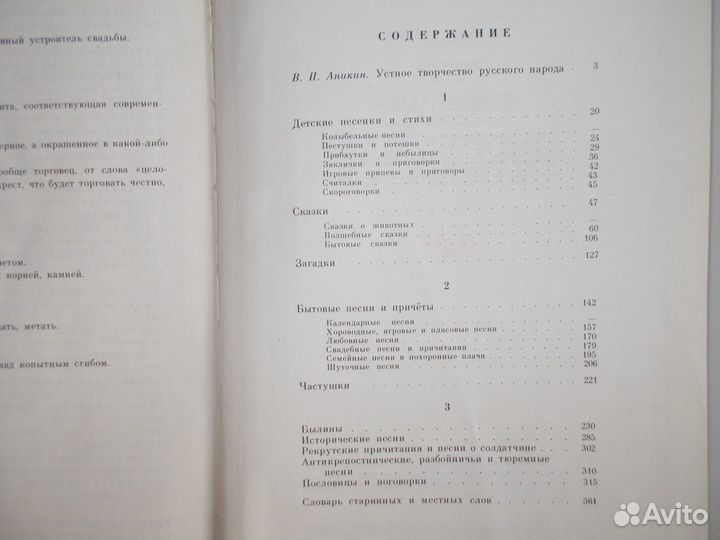 вный устроитель свадьбы.
нта, соответствующая современ-
ерное, а окрашенное в какой-либо
ообще торговец, от слова «цело-
крест, что будет торговать честно,
етом.
корней, камней.
дать, метать.
над копытным сгибом.
СОДЕРЖАНИЕ
В. П. Аникин. Устное творчество русского народа . 3
1
Детские песенки и стихи . . . . . . . . . . . 20
Колыбельные песни . . . . . . . . . . . —
Пестушки и потешки . . . . . . . . . . . 24
Прибаутки и небылицы . . . . . . . . . . . 29
Заклички и приговорки . . . . . . . . . . . 36
Игровые припевы и приговоры . . . . . . . . . . . 42
Считалки . . . . . . . . . . . 43
Скороговорки . . . . . . . . . . . 45
Сказки . . . . . . . . . . . 47
Сказки о животных . . . . . . . . . . . —
Волшебные сказки . . . . . . . . . . . 60
Бытовые сказки . . . . . . . . . . . 106
Загадки . . . . . . . . . . . 127
2
Бытовые песни и причёты . . . . . . . . . . . 142
Календарные песни . . . . . . . . . . . —
Хороводные, игровые и плясовые песни . . . . . . . 157
Любовные песни . . . . . . . . . . . 170
Свадебные песни и причитания . . . . . . . . . . . 179
Семейные песни и похоронные плачи . . . . . . . . 195
Шуточные песни . . . . . . . . . . . 206
Частушки . . . . . . . . . . . 221
3
Былины . . . . . . . . . . . 230
Исторические песни . . . . . . . . . . . 285
Рекрутские причитания и песни о солдатчине . . . . 302
Антикрепостнические, разбойничьи и тюремные
песни . . . . . . . . . . . 310
Пословицы и поговорки . . . . . . . . . . . 315
Словарь старинных и местных слов . . . . . . . 361
Avito